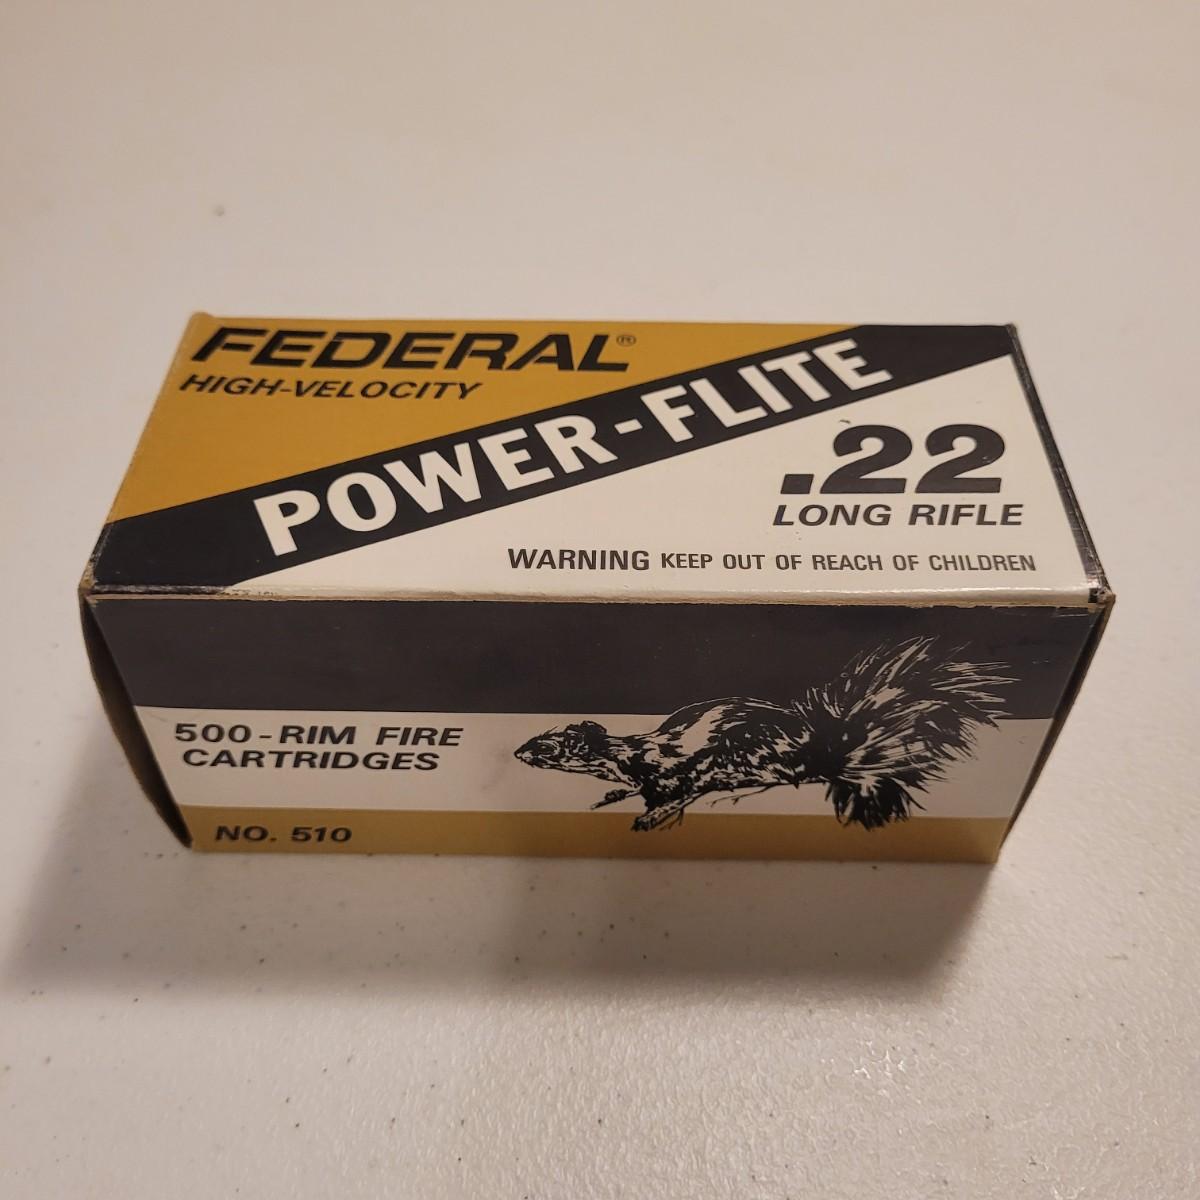 FEDERAL®
HIGH-VELOCITY
POWER-FLITE
.22
LONG RIFLE
WARNING KEEP OUT OF REACH OF CHILDREN
500-RIM FIRE
CARTRIDGES
NO. 510